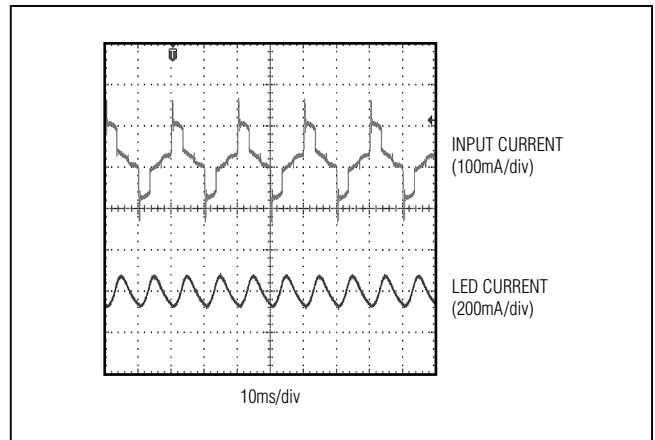 INPUT CURRENT
(100mA/div)
LED CURRENT
(200mA/div)
10ms/div